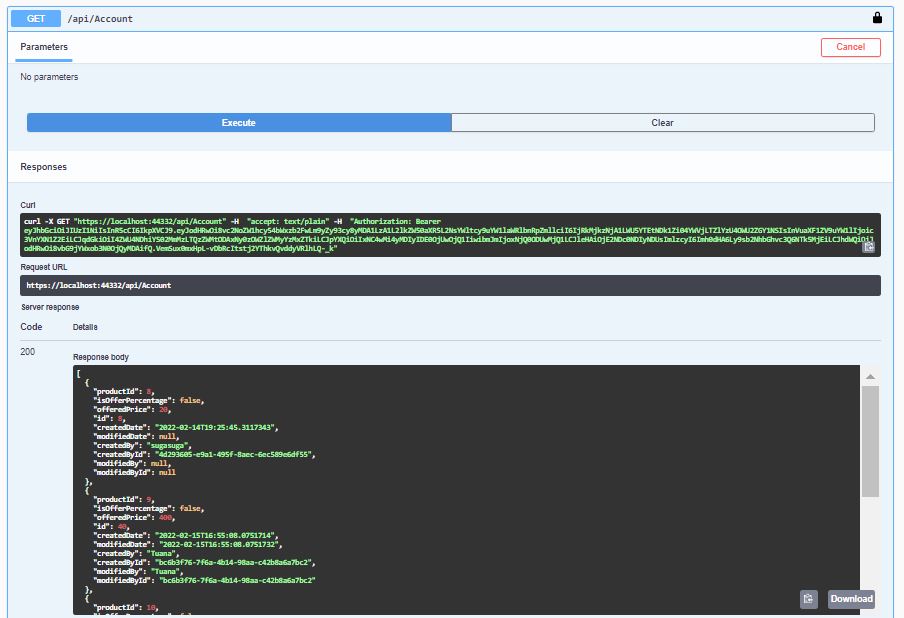 GET /api/Account
Parameters
Cancel
No parameters
Execute
Clear
Responses
Curl
curl -X GET "https://localhost:44332/api/Account" -H "accept: text/plain" -H "Authorization: Bearer
Request URL
https://localhost:44332/api/Account
Server response
Code Details
200
Response body
[
{
"productId": 8,
"isOfferPercentage": false,
"offeredPrice": 20,
"id": 8,
"createdDate": "2022-02-14T19:25:45.3117343",
"modifiedDate": null,
"createdBy": "sugasuga",
"createdById": "4d293605-e9a1-495f-8aec-6ec589e6df55",
"modifiedBy": null,
"modifiedById": null
},
{
"productId": 9,
"isOfferPercentage": false,
"offeredPrice": 400,
"id": 40,
"createdDate": "2022-02-15T16:55:08.0751714",
"modifiedDate": "2022-02-15T16:55:08.0751732",
"createdBy": "Tuana",
"createdById": "bc6b3f76-7f6a-4b14-98aa-c42b8a6a7bc2",
"modifiedBy": "Tuana",
"modifiedById": "bc6b3f76-7f6a-4b14-98aa-c42b8a6a7bc2"
},
{
"productId": 10,
Download